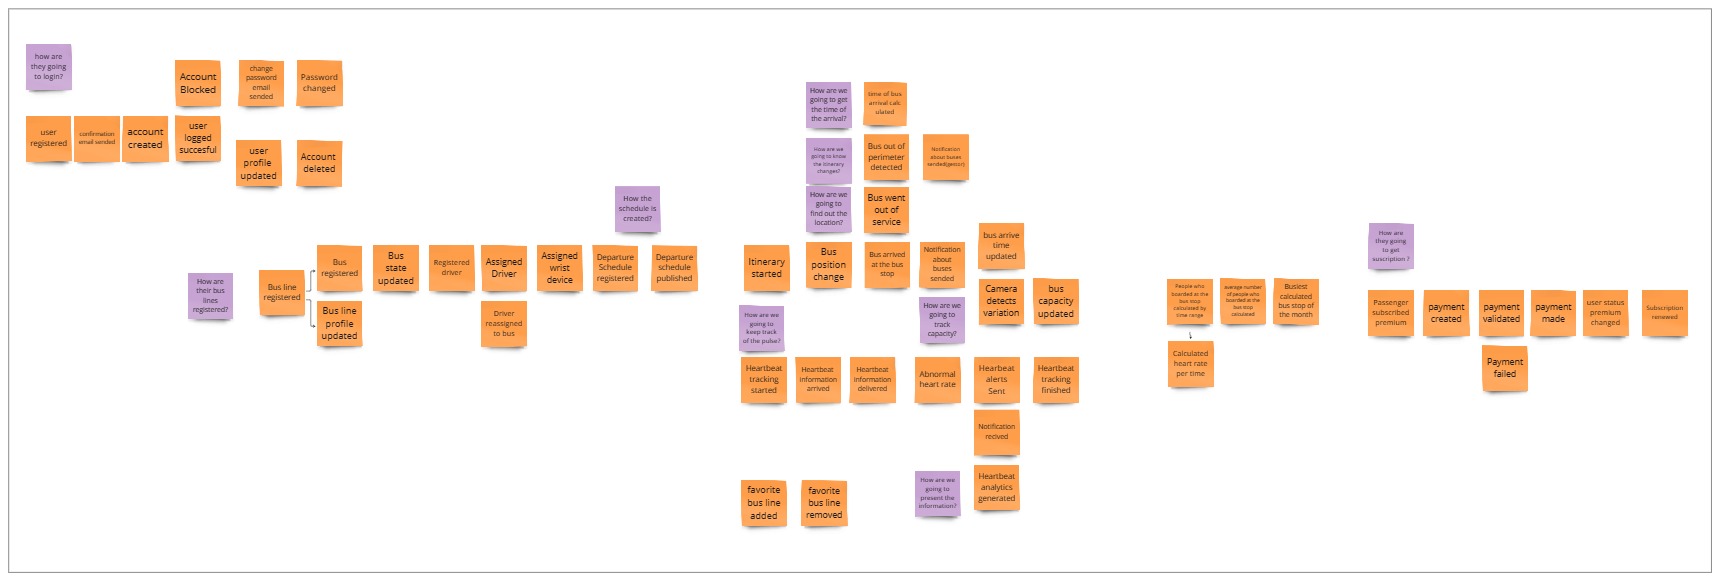 how are
they going
to login?
Account
Blocked
change
password
email
sended
Password
changed
user
registered
confirmation
email sended
account
created
user
logged
succesful
user
profile
updated
Account
deleted
How are
their bus
lines
registered?
Bus line
registered
Bus
registered
Bus line
profile
updated
Bus
state
updated
Registered
driver
Assigned
Driver
Driver
reassigned
to bus
Assigned
wrist
device
How the
schedule is
created?
Departure
Schedule
registered
Departure
schedule
published
How are we
going to get
the time of
the arrival?
time of bus
arrival calc
ulated
How are we
going to know
the itinerary
changes?
Bus out of
perimeter
detected
Notification
about buses
sended(gestor)
How are we
going to
find out the
location?
Bus went
out of
service
Itinerary
started
Bus
position
change
Bus arrived
at the bus
stop
Notification
about
buses
sended
bus arrive
time
updated
How are we
going to
track
capacity?
Camera
detects
variation
bus
capacity
updated
How are we
going to
keep track
of the pulse?
Heartbeat
tracking
started
Heartbeat
information
arrived
Heartbeat
information
delivered
Abnormal
heart rate
Hearbeat
alerts
Sent
Heartbeat
tracking
finished
Notification
recived
favorite
bus line
added
favorite
bus line
removed
How are we
going to
present the
information?
Heartbeat
analytics
generated
People who
boarded at the
bus stop
calculated by
time range
average number
of people who
boarded at the
bus stop
calculated
Busiest
calculated
bus stop of
the month
Calculated
heart rate
per time
How are
they going
to get
suscription ?
Passenger
subscribed
premium
payment
created
payment
validated
payment
made
user status
premium
changed
Subscription
renewed
Payment
failed